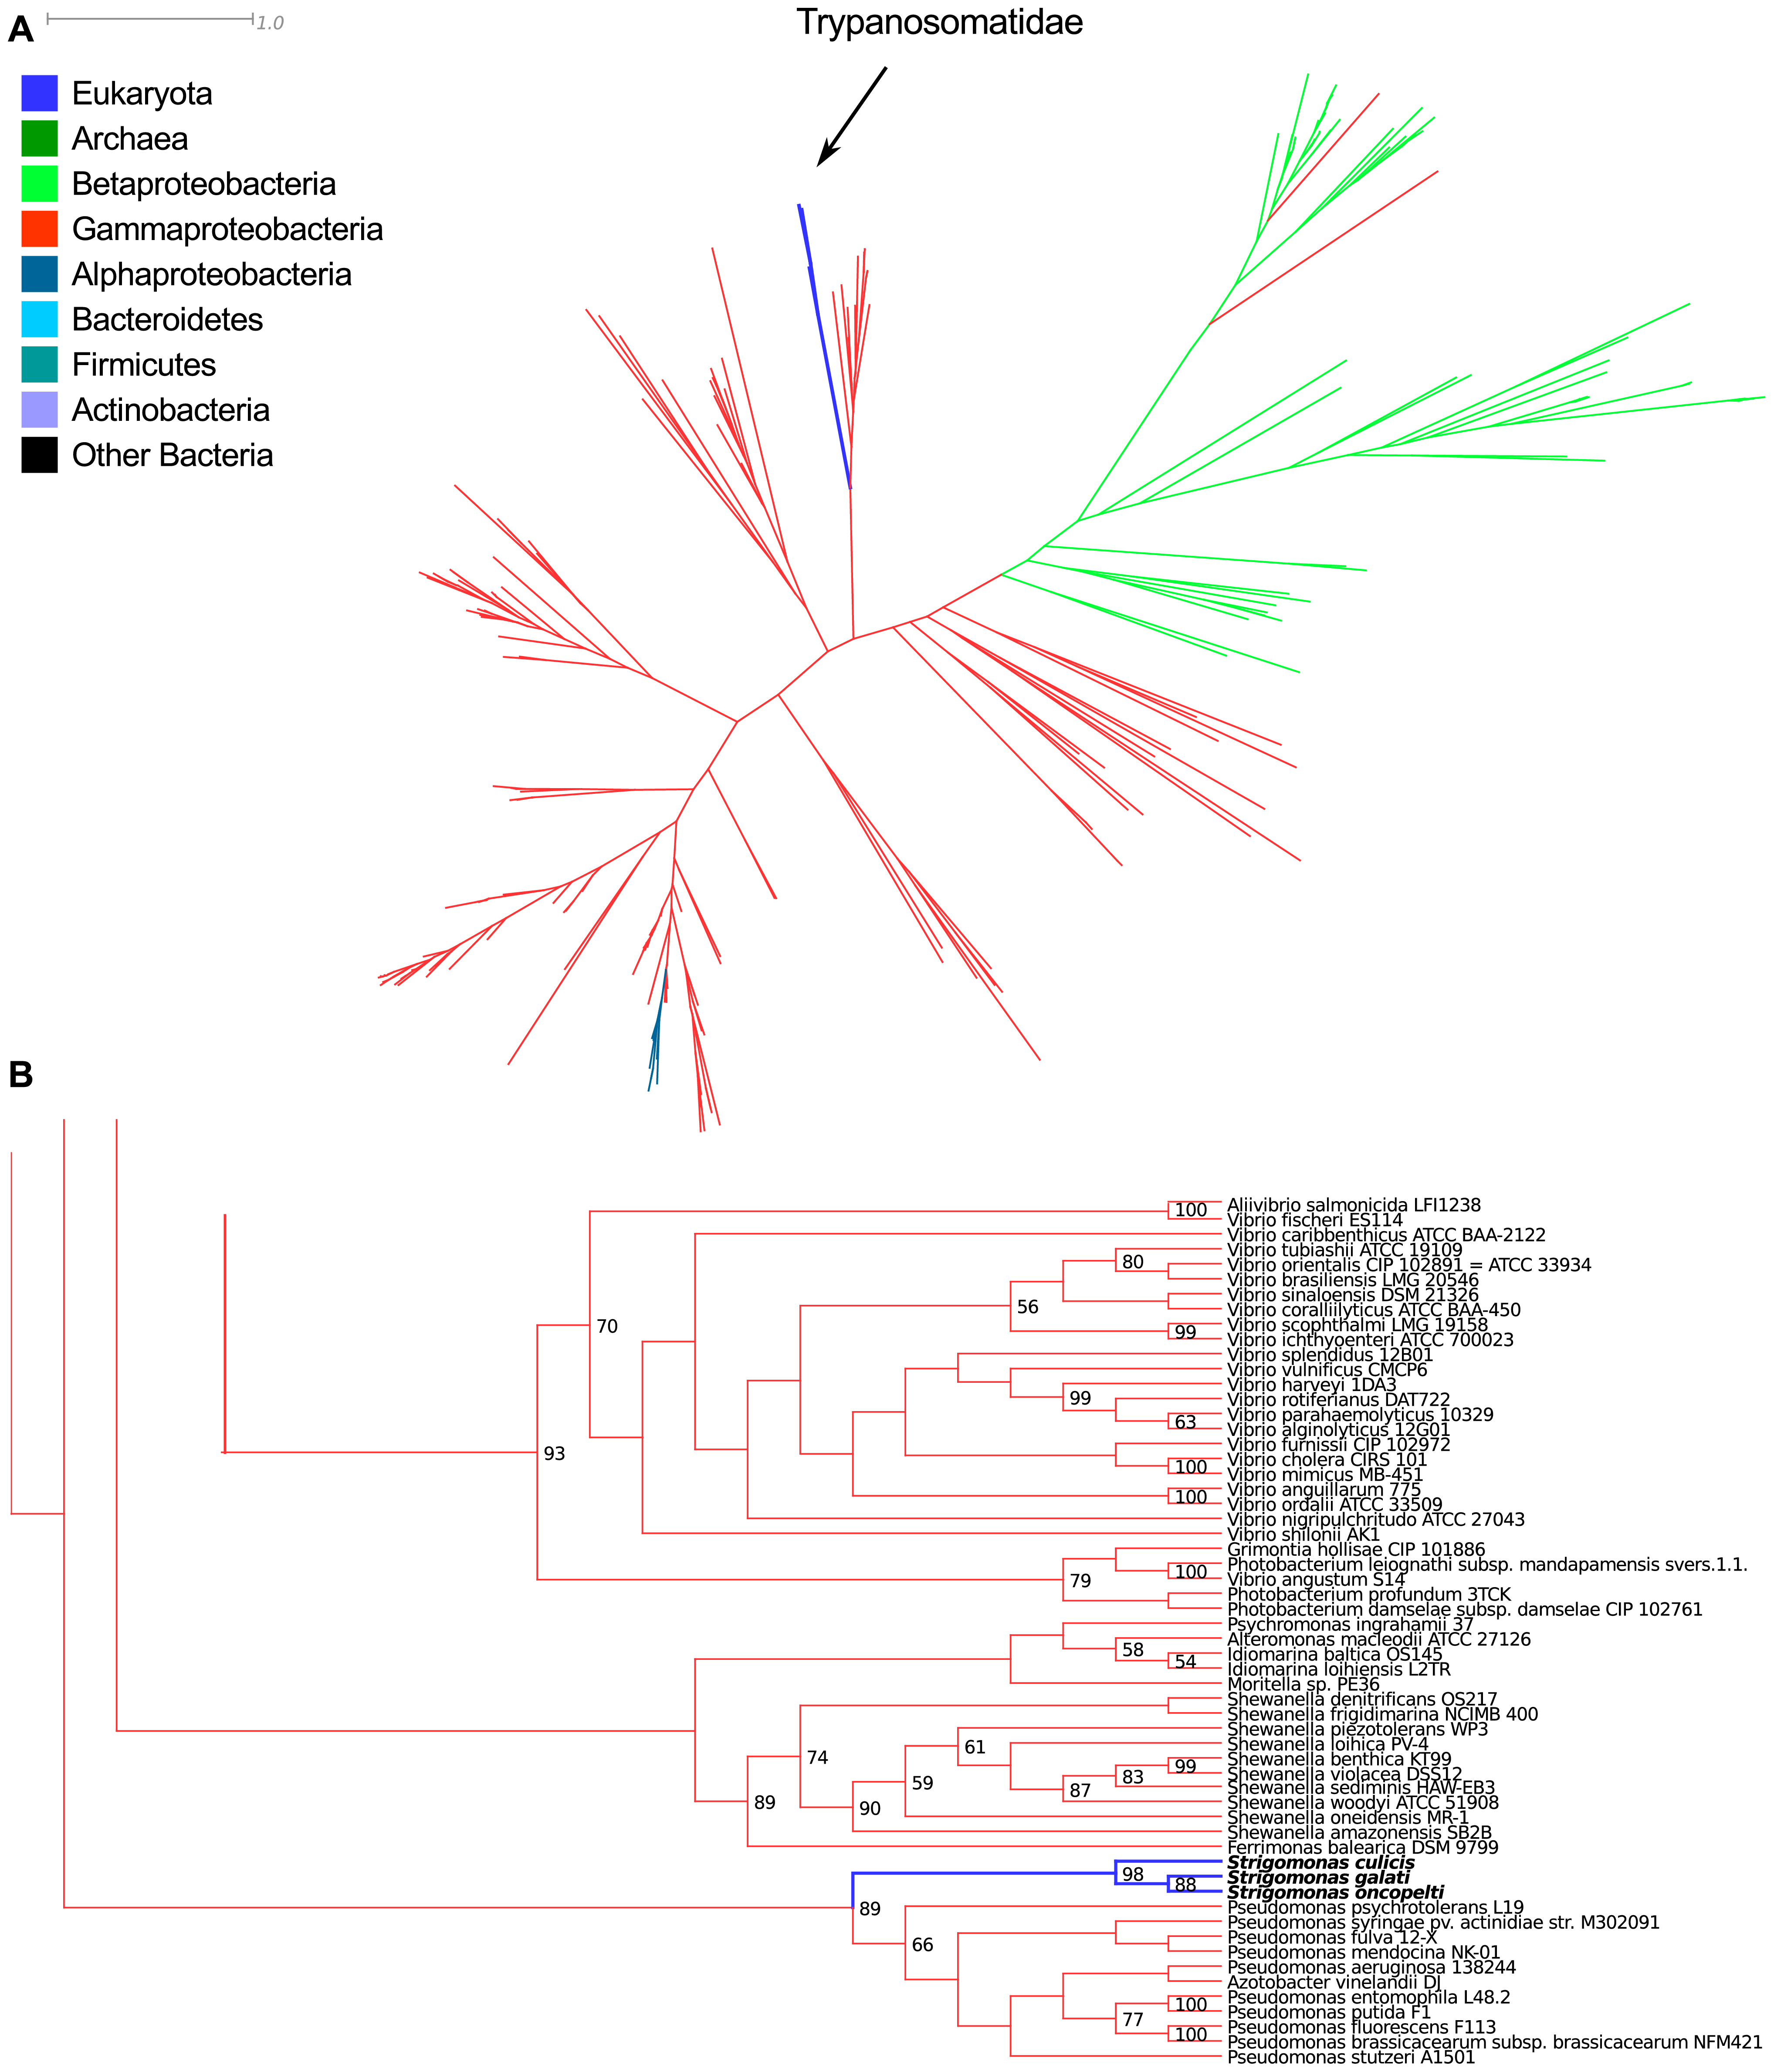 A
1.0
Trypanosomatidae
Eukaryota
Archaea
Betaproteobacteria
Gammaproteobacteria
Alphaproteobacteria
Bacteroidetes
Firmicutes
Actinobacteria
Other Bacteria
B
100
Aliivibrio salmonicida LFI1238
Vibrio fischeri ES114
Vibrio caribbenthicus ATCC BAA-2122
Vibrio tubiashii ATCC 19109
80
Vibrio orientalis CIP 102891 = ATCC 33934
Vibrio brasiliensis LMG 20546
Vibrio sinaloensis DSM 21326
56
Vibrio coralliilyticus ATCC BAA-450
70
Vibrio scophthalmi LMG 19158
99
Vibrio ichthyoenteri ATCC 700023
Vibrio splendidus 12B01
Vibrio vulnificus CMCP6
Vibrio harveyi 1DA3
99
Vibrio rotiferianus DAT722
Vibrio parahaemolyticus 10329
63
Vibrio alginolyticus 12G01
Vibrio furnissii CIP 102972
93
Vibrio cholera CIRS 101
100
Vibrio mimicus MB-451
Vibrio anguillarum 775
100
Vibrio ordalii ATCC 33509
Vibrio nigripulchritudo ATCC 27043
Vibrio shilonii AK1
Grimontia hollisae CIP 101886
Photobacterium leiognathi subsp. mandapamensis svers.1.1.
100
Vibrio angustum S14
79
Photobacterium profundum 3TCK
Photobacterium damselae subsp. damselae CIP 102761
Psychromonas ingrahamii 37
Alteromonas macleodii ATCC 27126
58
Idiomarina baltica OS145
54
Idiomarina loihiensis L2TR
Moritella sp. PE36
Shewanella denitrificans OS217
Shewanella frigidimarina NCIMB 400
Shewanella piezotolerans WP3
61
Shewanella loihica PV-4
74
Shewanella benthica KT99
99
Shewanella violacea DSS12
83
59
Shewanella sediminis HAW-EB3
87
Shewanella woodyi ATCC 51908
89
90
Shewanella oneidensis MR-1
Shewanella amazonensis SB2B
Ferrimonas balearica DSM 9799
Strigomonas culicis
98
Strigomonas galati
88
Strigomonas oncopelti
89
Pseudomonas psychrotolerans L19
Pseudomonas syringae pv. actinidiae str. M302091
Pseudomonas fulva 12-X
66
Pseudomonas mendocina NK-01
Pseudomonas aeruginosa 138244
Azotobacter vinelandii DJ
Pseudomonas entomophila L48.2
100
Pseudomonas putida F1
77
Pseudomonas fluorescens F113
100
Pseudomonas brassicacearum subsp. brassicacearum NFM421
Pseudomonas stutzeri A1501